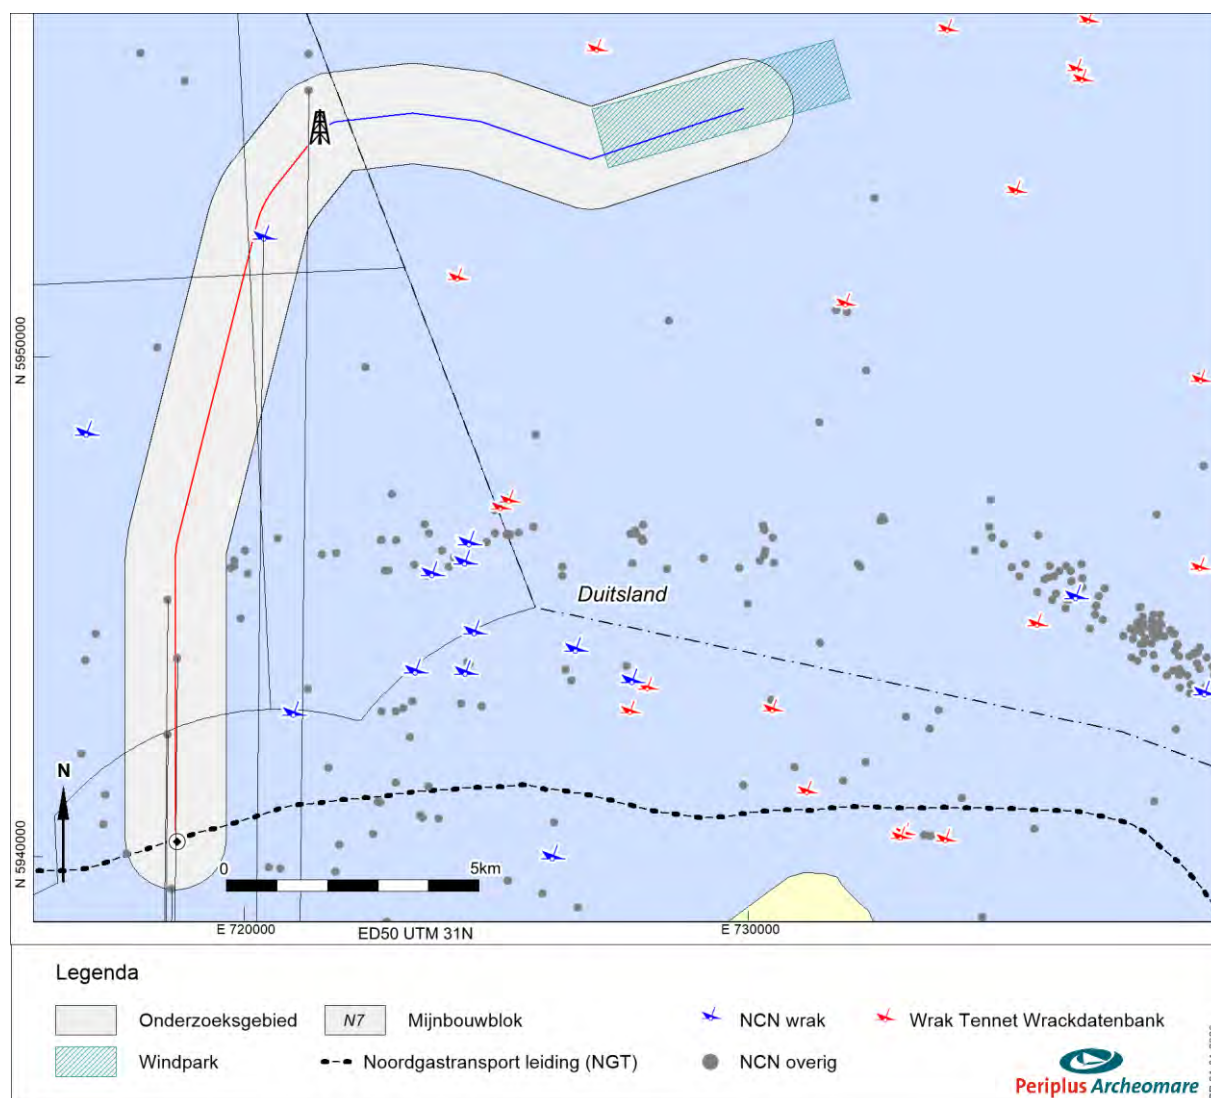 Duitsland
N 5950000
N 5940000
N
0 5km
E 720000
ED50 UTM 31N
E 730000
Legenda
Onderzoeksgebied
N7 Mijnbouwblok
NCN wrak
Wrak Tennet Wrackdatenbank
Windpark
Noordgastransport leiding (NGT)
NCN overig
Periplus Archeomare